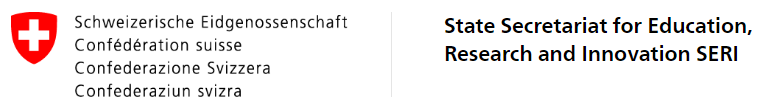 Schweizerische Eidgenossenschaft
Confédération suisse
Confederazione Svizzera
Confederaziun svizra
State Secretariat for Education,
Research and Innovation SERI